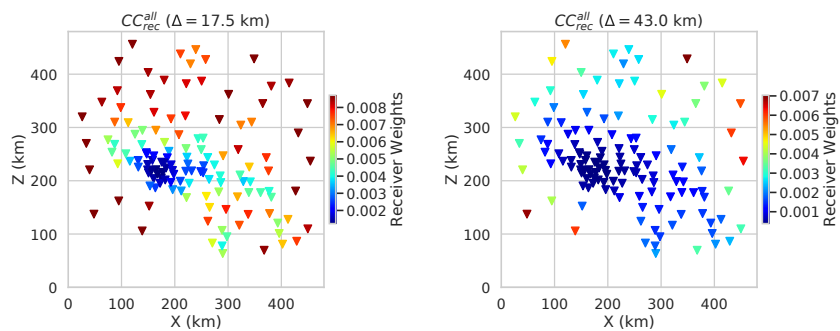 CC_rec^all (Δ = 17.5 km)
400
300
200
100
0
Z (km)
0 100 200 300 400
X (km)
0.008
0.007
0.006
0.005
0.004
0.003
0.002
Receiver Weights
CC_rec^all (Δ = 43.0 km)
400
300
200
100
0
Z (km)
0 100 200 300 400
X (km)
0.007
0.006
0.005
0.004
0.003
0.002
0.001
Receiver Weights